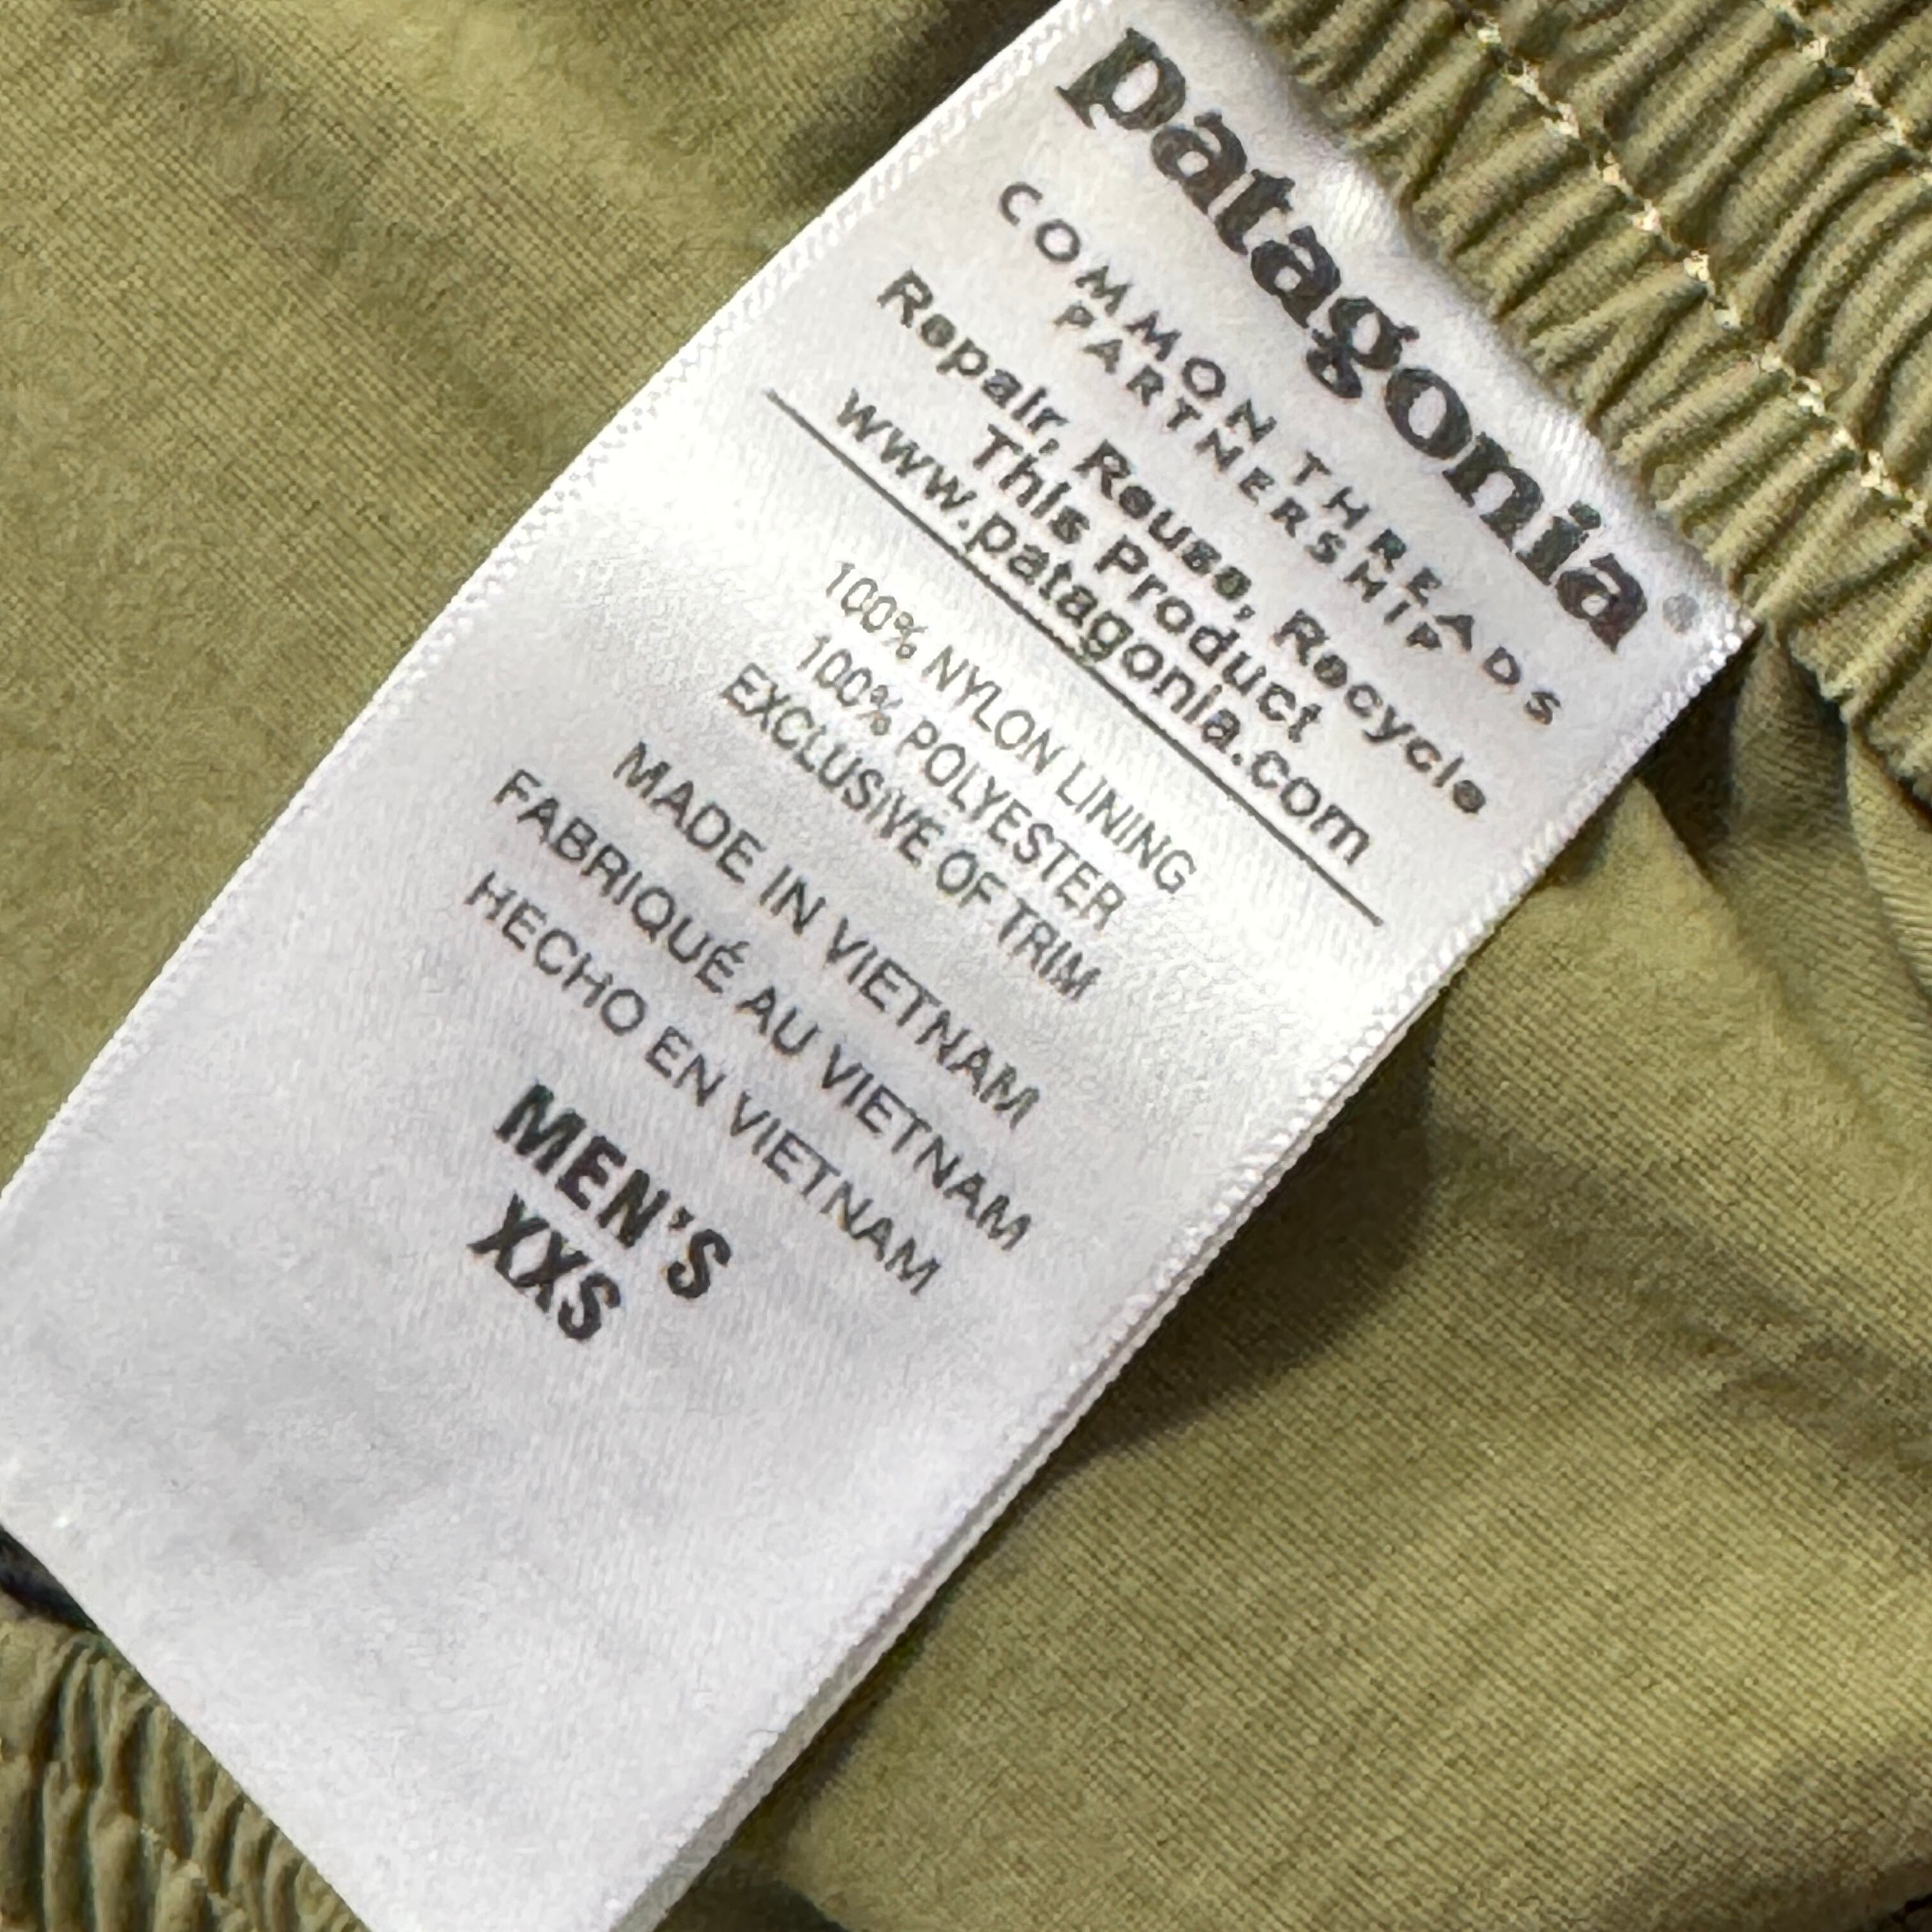 patagonia®
COMMON THREADS
PARTNERSHIP
Repair, Reuse, Recycle
This Product
www.patagonia.com
100% NYLON LINING
100% POLYESTER
EXCLUSIVE OF TRIM
MADE IN VIETNAM
FABRIQUÉ AU VIETNAM
HECHO EN VIETNAM
MEN'S
XXS